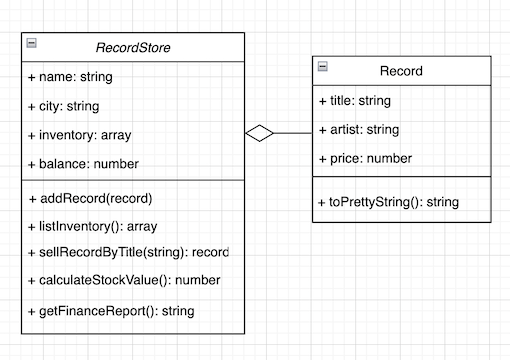 RecordStore
+ name: string
+ city: string
+ inventory: array
+ balance: number
+ addRecord(record)
+ listInventory(): array
+ sellRecordByTitle(string): record
+ calculateStockValue(): number
+ getFinanceReport(): string
Record
+ title: string
+ artist: string
+ price: number
+ toPrettyString(): string